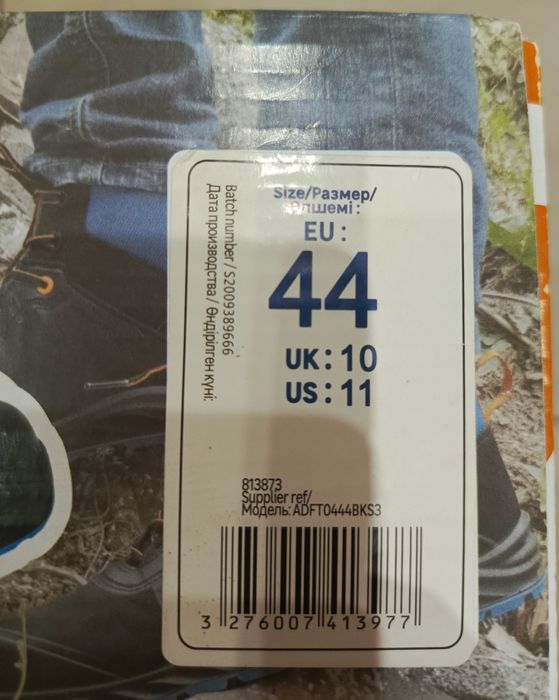 Size/Размер/
Өлшемі :
EU :
44
UK : 10
US : 11
Batch number / S2009389666
Дата производства / Өндірілген күні:
813873
Supplier ref/
Модель: ADFT0444BKS3
3 276007 413977